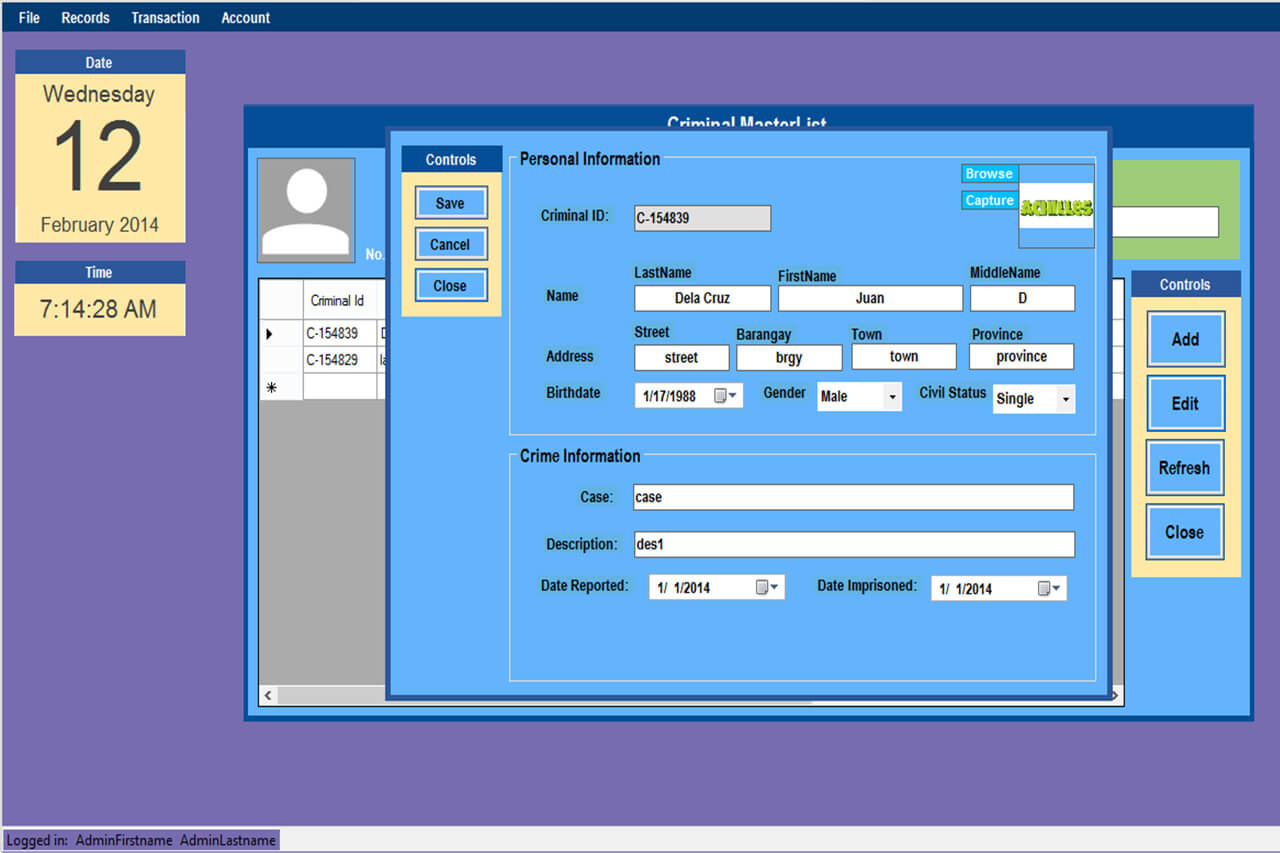 File Records Transaction Account
Date
Wednesday
12
February 2014
Time
7:14:28 AM
Criminal MasterList
No.
Criminal Id
C-154839
C-154829
Controls
Add
Edit
Refresh
Close
Controls
Save
Cancel
Close
Personal Information
Browse
Capture
ACHILLES
Criminal ID: C-154839
LastName FirstName MiddleName
Name Dela Cruz Juan D
Street Barangay Town Province
Address street brgy town province
Birthdate 1/17/1988 Gender Male Civil Status Single
Crime Information
Case: case
Description: des1
Date Reported: 1/ 1/2014 Date Imprisoned: 1/ 1/2014
Logged in: AdminFirstname AdminLastname